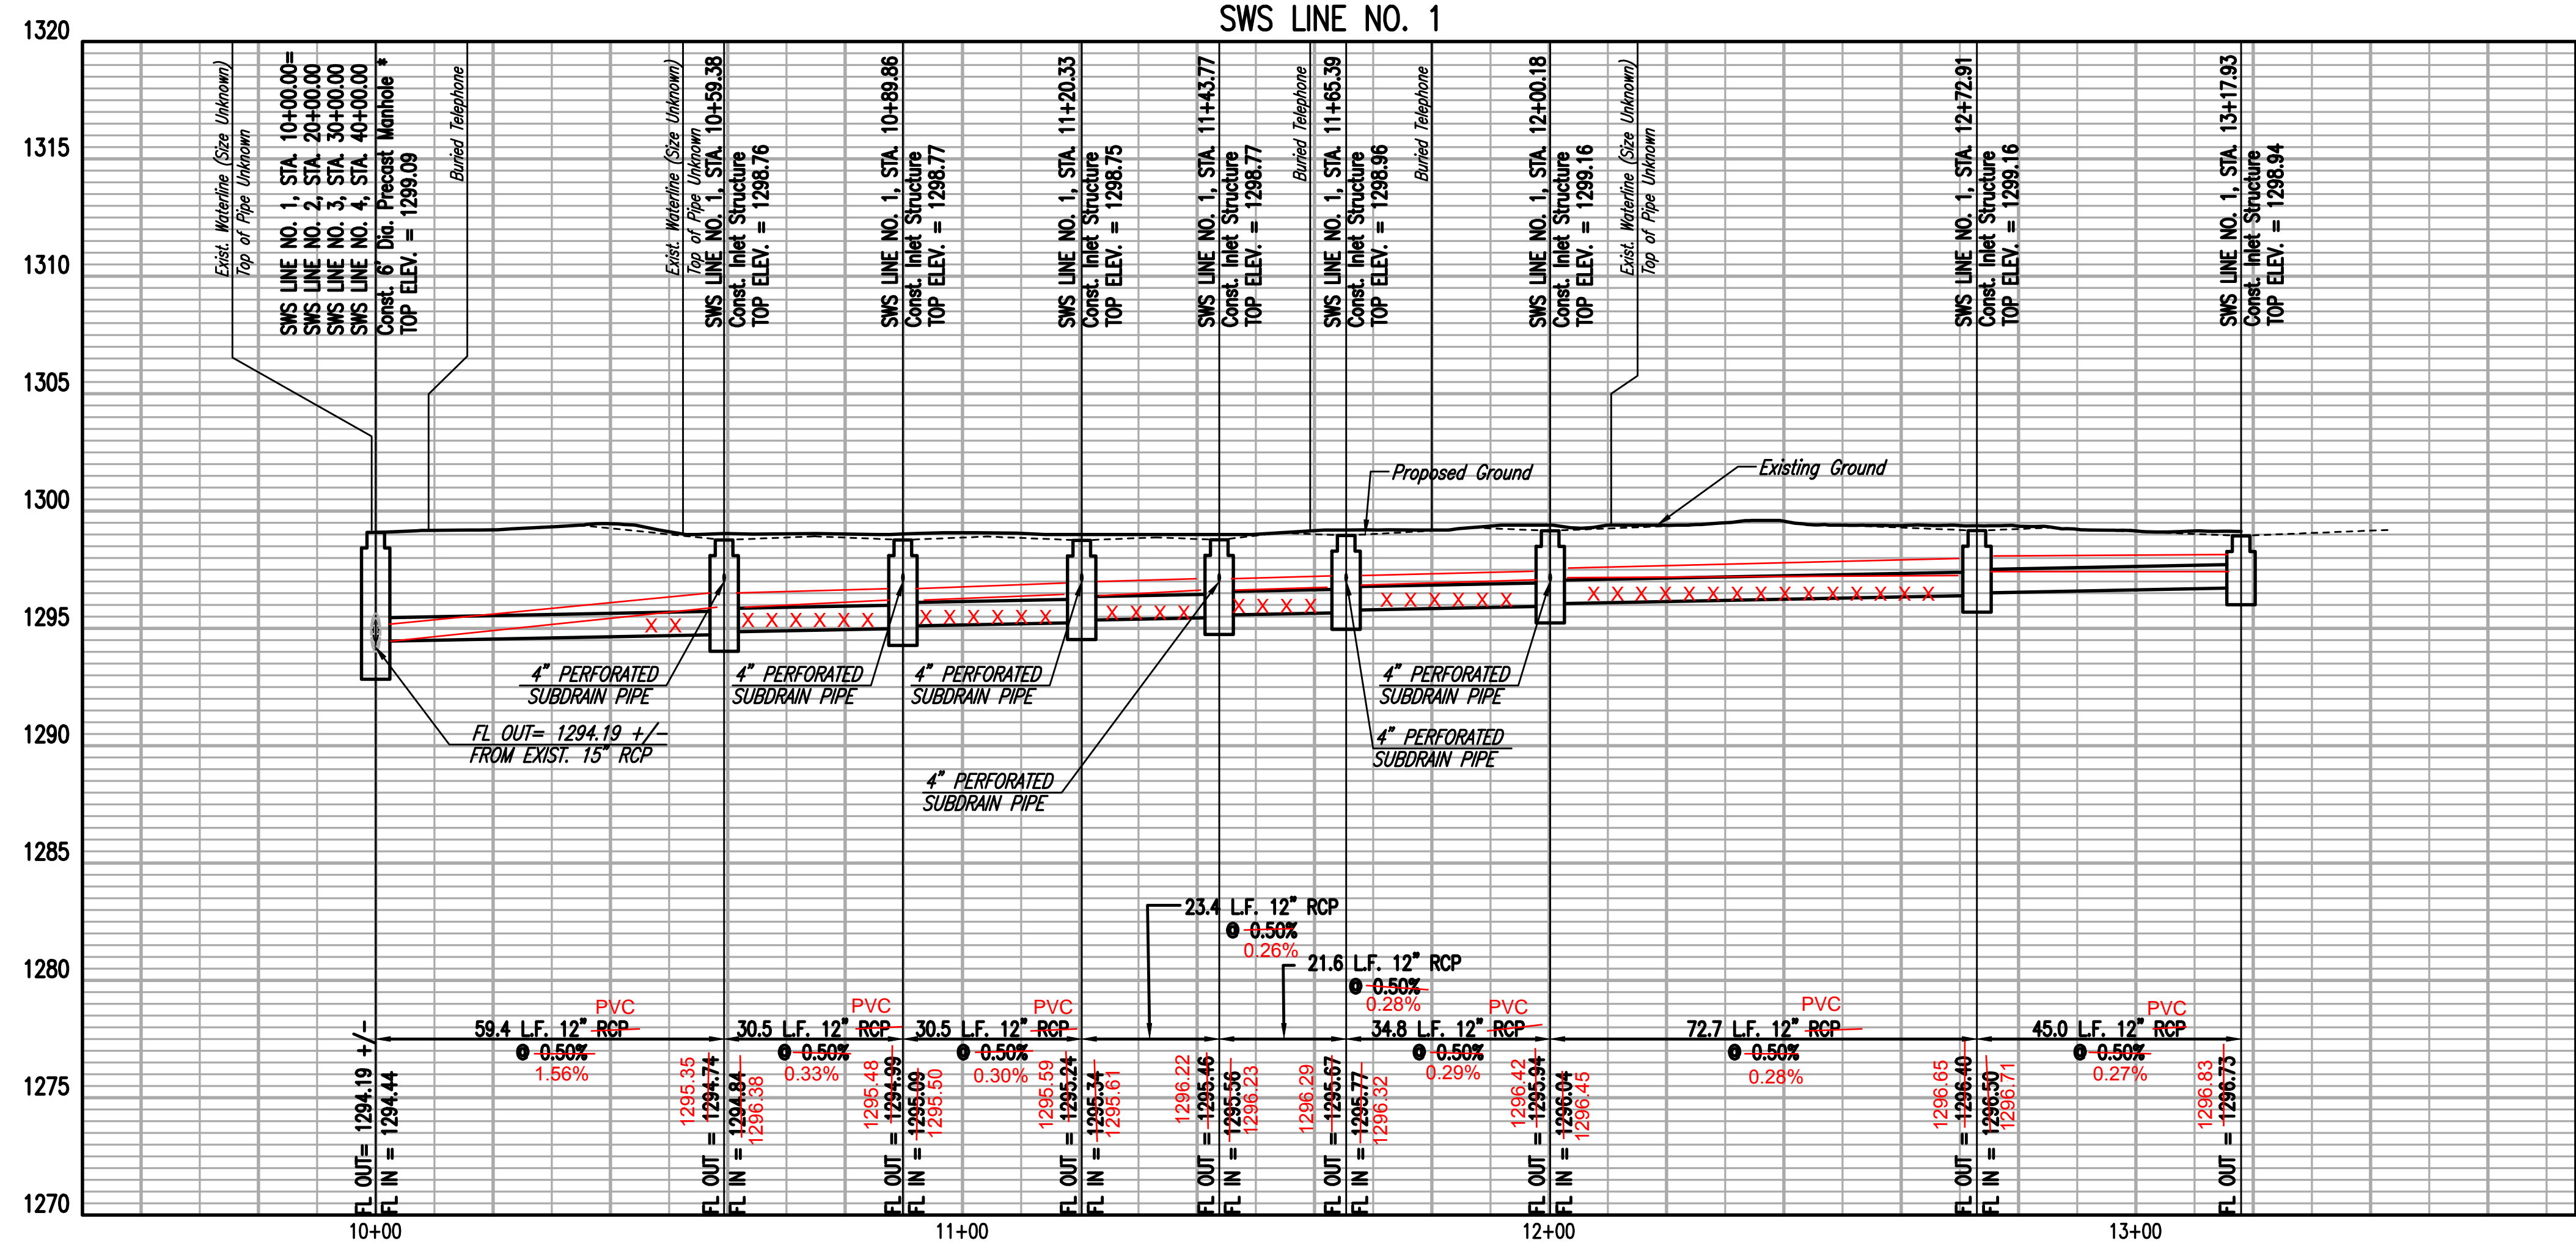 SWS LINE NO. 1
1320
1315
1310
1305
1300
1295
1290
1285
1280
1275
1270
Exist. Waterline (Size Unknown)
Top of Pipe Unknown
SWS LINE NO. 1, STA. 10+00.00=
SWS LINE NO. 2, STA. 20+00.00
SWS LINE NO. 3, STA. 30+00.00
SWS LINE NO. 4, STA. 40+00.00
Const. 6' Dia. Precast Manhole *
TOP ELEV. = 1299.09
Buried Telephone
Exist. Waterline (Size Unknown)
Top of Pipe Unknown
SWS LINE NO. 1, STA. 10+59.38
Const. Inlet Structure
TOP ELEV. = 1298.76
SWS LINE NO. 1, STA. 10+89.86
Const. Inlet Structure
TOP ELEV. = 1298.77
SWS LINE NO. 1, STA. 11+20.33
Const. Inlet Structure
TOP ELEV. = 1298.75
SWS LINE NO. 1, STA. 11+43.77
Const. Inlet Structure
TOP ELEV. = 1298.77
Buried Telephone
SWS LINE NO. 1, STA. 11+65.39
Const. Inlet Structure
TOP ELEV. = 1298.96
Buried Telephone
SWS LINE NO. 1, STA. 12+00.18
Const. Inlet Structure
TOP ELEV. = 1299.16
Exist. Waterline (Size Unknown)
Top of Pipe Unknown
SWS LINE NO. 1, STA. 12+72.91
Const. Inlet Structure
TOP ELEV. = 1299.16
SWS LINE NO. 1, STA. 13+17.93
Const. Inlet Structure
TOP ELEV. = 1298.94
Proposed Ground
Existing Ground
X X
X X X X X X
X X X X X X
X X X X
X X X X
X X X X X X
X X X X X X X X X X X X X X X
4" PERFORATED
SUBDRAIN PIPE
4" PERFORATED
SUBDRAIN PIPE
4" PERFORATED
SUBDRAIN PIPE
4" PERFORATED
SUBDRAIN PIPE
FL OUT= 1294.19 +/-
FROM EXIST. 15" RCP
4" PERFORATED
SUBDRAIN PIPE
4" PERFORATED
SUBDRAIN PIPE
23.4 L.F. 12" RCP
@ 0.50%
0.26%
21.6 L.F. 12" RCP
@ 0.50%
0.28%
PVC
59.4 L.F. 12" RCP
@ 0.50%
1.56%
PVC
30.5 L.F. 12" RCP
@ 0.50%
0.33%
PVC
30.5 L.F. 12" RCP
@ 0.50%
0.30%
PVC
34.8 L.F. 12" RCP
@ 0.50%
0.29%
PVC
72.7 L.F. 12" RCP
@ 0.50%
0.28%
PVC
45.0 L.F. 12" RCP
@ 0.50%
0.27%
FL OUT= 1294.19 +/-
FL IN = 1294.44
1295.35
FL OUT = 1294.74
FL IN = 1294.84
1296.38
1295.48
FL OUT = 1294.99
FL IN = 1295.09
1295.50
1295.59
FL OUT = 1295.24
FL IN = 1295.34
1295.61
1296.22
FL OUT = 1295.46
FL IN = 1295.56
1296.23
1296.29
FL OUT = 1295.67
FL IN = 1295.77
1296.32
1296.42
FL OUT = 1295.94
FL IN = 1296.04
1296.45
1296.65
FL OUT = 1296.40
FL IN = 1296.50
1296.71
1296.83
FL OUT = 1296.73
10+00
11+00
12+00
13+00